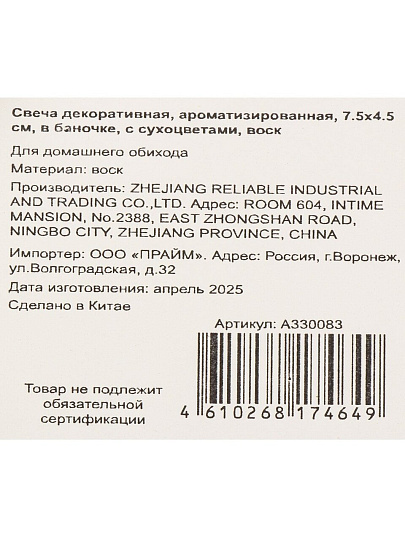 Свеча декоративная, ароматизированная, 7.5х4.5
см, в баночке, с сухоцветами, воск
Для домашнего обихода
Материал: воск
Производитель: ZHEJIANG RELIABLE INDUSTRIAL
AND TRADING CO.,LTD. Адрес: ROOM 604, INTIME
MANSION, No.2388, EAST ZHONGSHAN ROAD,
NINGBO CITY, ZHEJIANG PROVINCE, CHINA
Импортер: ООО «ПРАЙМ». Адрес: Россия, г.Воронеж,
ул.Волгоградская, д.32
Дата изготовления: апрель 2025
Сделано в Китае
Артикул: A330083
Товар не подлежит
обязательной
сертификации
4 610268 174649